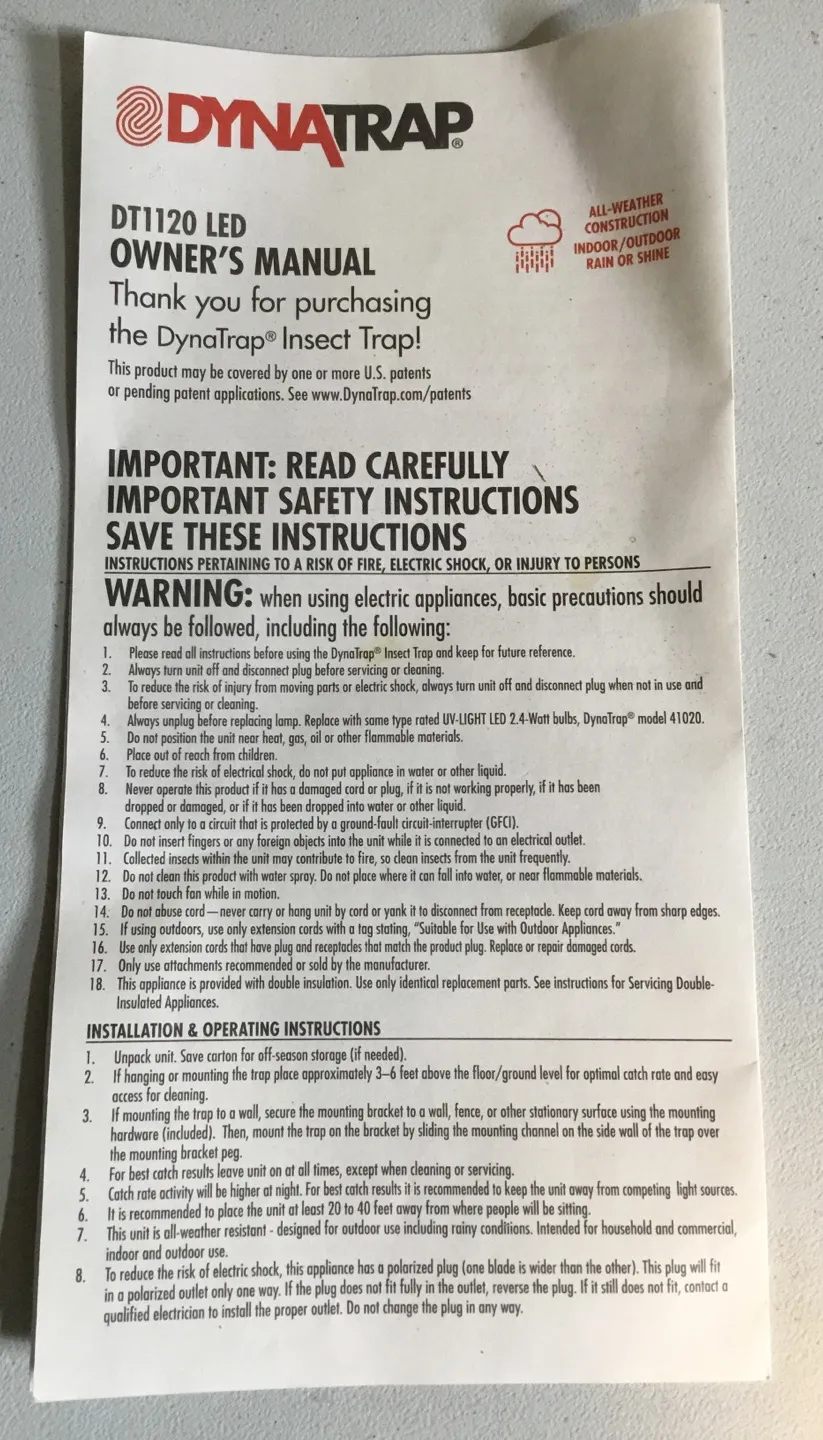 DYNATRAP®
DT1120 LED
OWNER'S MANUAL
Thank you for purchasing
the DynaTrap® Insect Trap!
This product may be covered by one or more U.S. patents
or pending patent applications. See www.DynaTrap.com/patents
ALL-WEATHER
CONSTRUCTION
INDOOR/OUTDOOR
RAIN OR SHINE
IMPORTANT: READ CAREFULLY
IMPORTANT SAFETY INSTRUCTIONS
SAVE THESE INSTRUCTIONS
INSTRUCTIONS PERTAINING TO A RISK OF FIRE, ELECTRIC SHOCK, OR INJURY TO PERSONS
WARNING: when using electric appliances, basic precautions should
always be followed, including the following:
1. Please read all instructions before using the DynaTrap® Insect Trap and keep for future reference.
2. Always turn unit off and disconnect plug before servicing or cleaning.
3. To reduce the risk of injury from moving parts or electric shock, always turn unit off and disconnect plug when not in use and
before servicing or cleaning.
4. Always unplug before replacing lamp. Replace with same type rated UV-LIGHT LED 2.4-Watt bulbs, DynaTrap® model 41020.
5. Do not position the unit near heat, gas, oil or other flammable materials.
6. Place out of reach from children.
7. To reduce the risk of electrical shock, do not put appliance in water or other liquid.
8. Never operate this product if it has a damaged cord or plug, if it is not working properly, if it has been
dropped or damaged, or if it has been dropped into water or other liquid.
9. Connect only to a circuit that is protected by a ground-fault circuit-interrupter (GFCI).
10. Do not insert fingers or any foreign objects into the unit while it is connected to an electrical outlet.
11. Collected insects within the unit may contribute to fire, so clean insects from the unit frequently.
12. Do not clean this product with water spray. Do not place where it can fall into water, or near flammable materials.
13. Do not touch fan while in motion.
14. Do not abuse cord—never carry or hang unit by cord or yank it to disconnect from receptacle. Keep cord away from sharp edges.
15. If using outdoors, use only extension cords with a tag stating, "Suitable for Use with Outdoor Appliances."
16. Use only extension cords that have plug and receptacles that match the product plug. Replace or repair damaged cords.
17. Only use attachments recommended or sold by the manufacturer.
18. This appliance is provided with double insulation. Use only identical replacement parts. See instructions for Servicing Double-
Insulated Appliances.
INSTALLATION & OPERATING INSTRUCTIONS
1. Unpack unit. Save carton for off-season storage (if needed).
2. If hanging or mounting the trap place approximately 3–6 feet above the floor/ground level for optimal catch rate and easy
access for cleaning.
3. If mounting the trap to a wall, secure the mounting bracket to a wall, fence, or other stationary surface using the mounting
hardware (included). Then, mount the trap on the bracket by sliding the mounting channel on the side wall of the trap over
the mounting bracket peg.
4. For best catch results leave unit on at all times, except when cleaning or servicing.
5. Catch rate activity will be higher at night. For best catch results it is recommended to keep the unit away from competing light sources.
6. It is recommended to place the unit at least 20 to 40 feet away from where people will be sitting.
7. This unit is all-weather resistant - designed for outdoor use including rainy conditions. Intended for household and commercial,
indoor and outdoor use.
8. To reduce the risk of electric shock, this appliance has a polarized plug (one blade is wider than the other). This plug will fit
in a polarized outlet only one way. If the plug does not fit fully in the outlet, reverse the plug. If it still does not fit, contact a
qualified electrician to install the proper outlet. Do not change the plug in any way.